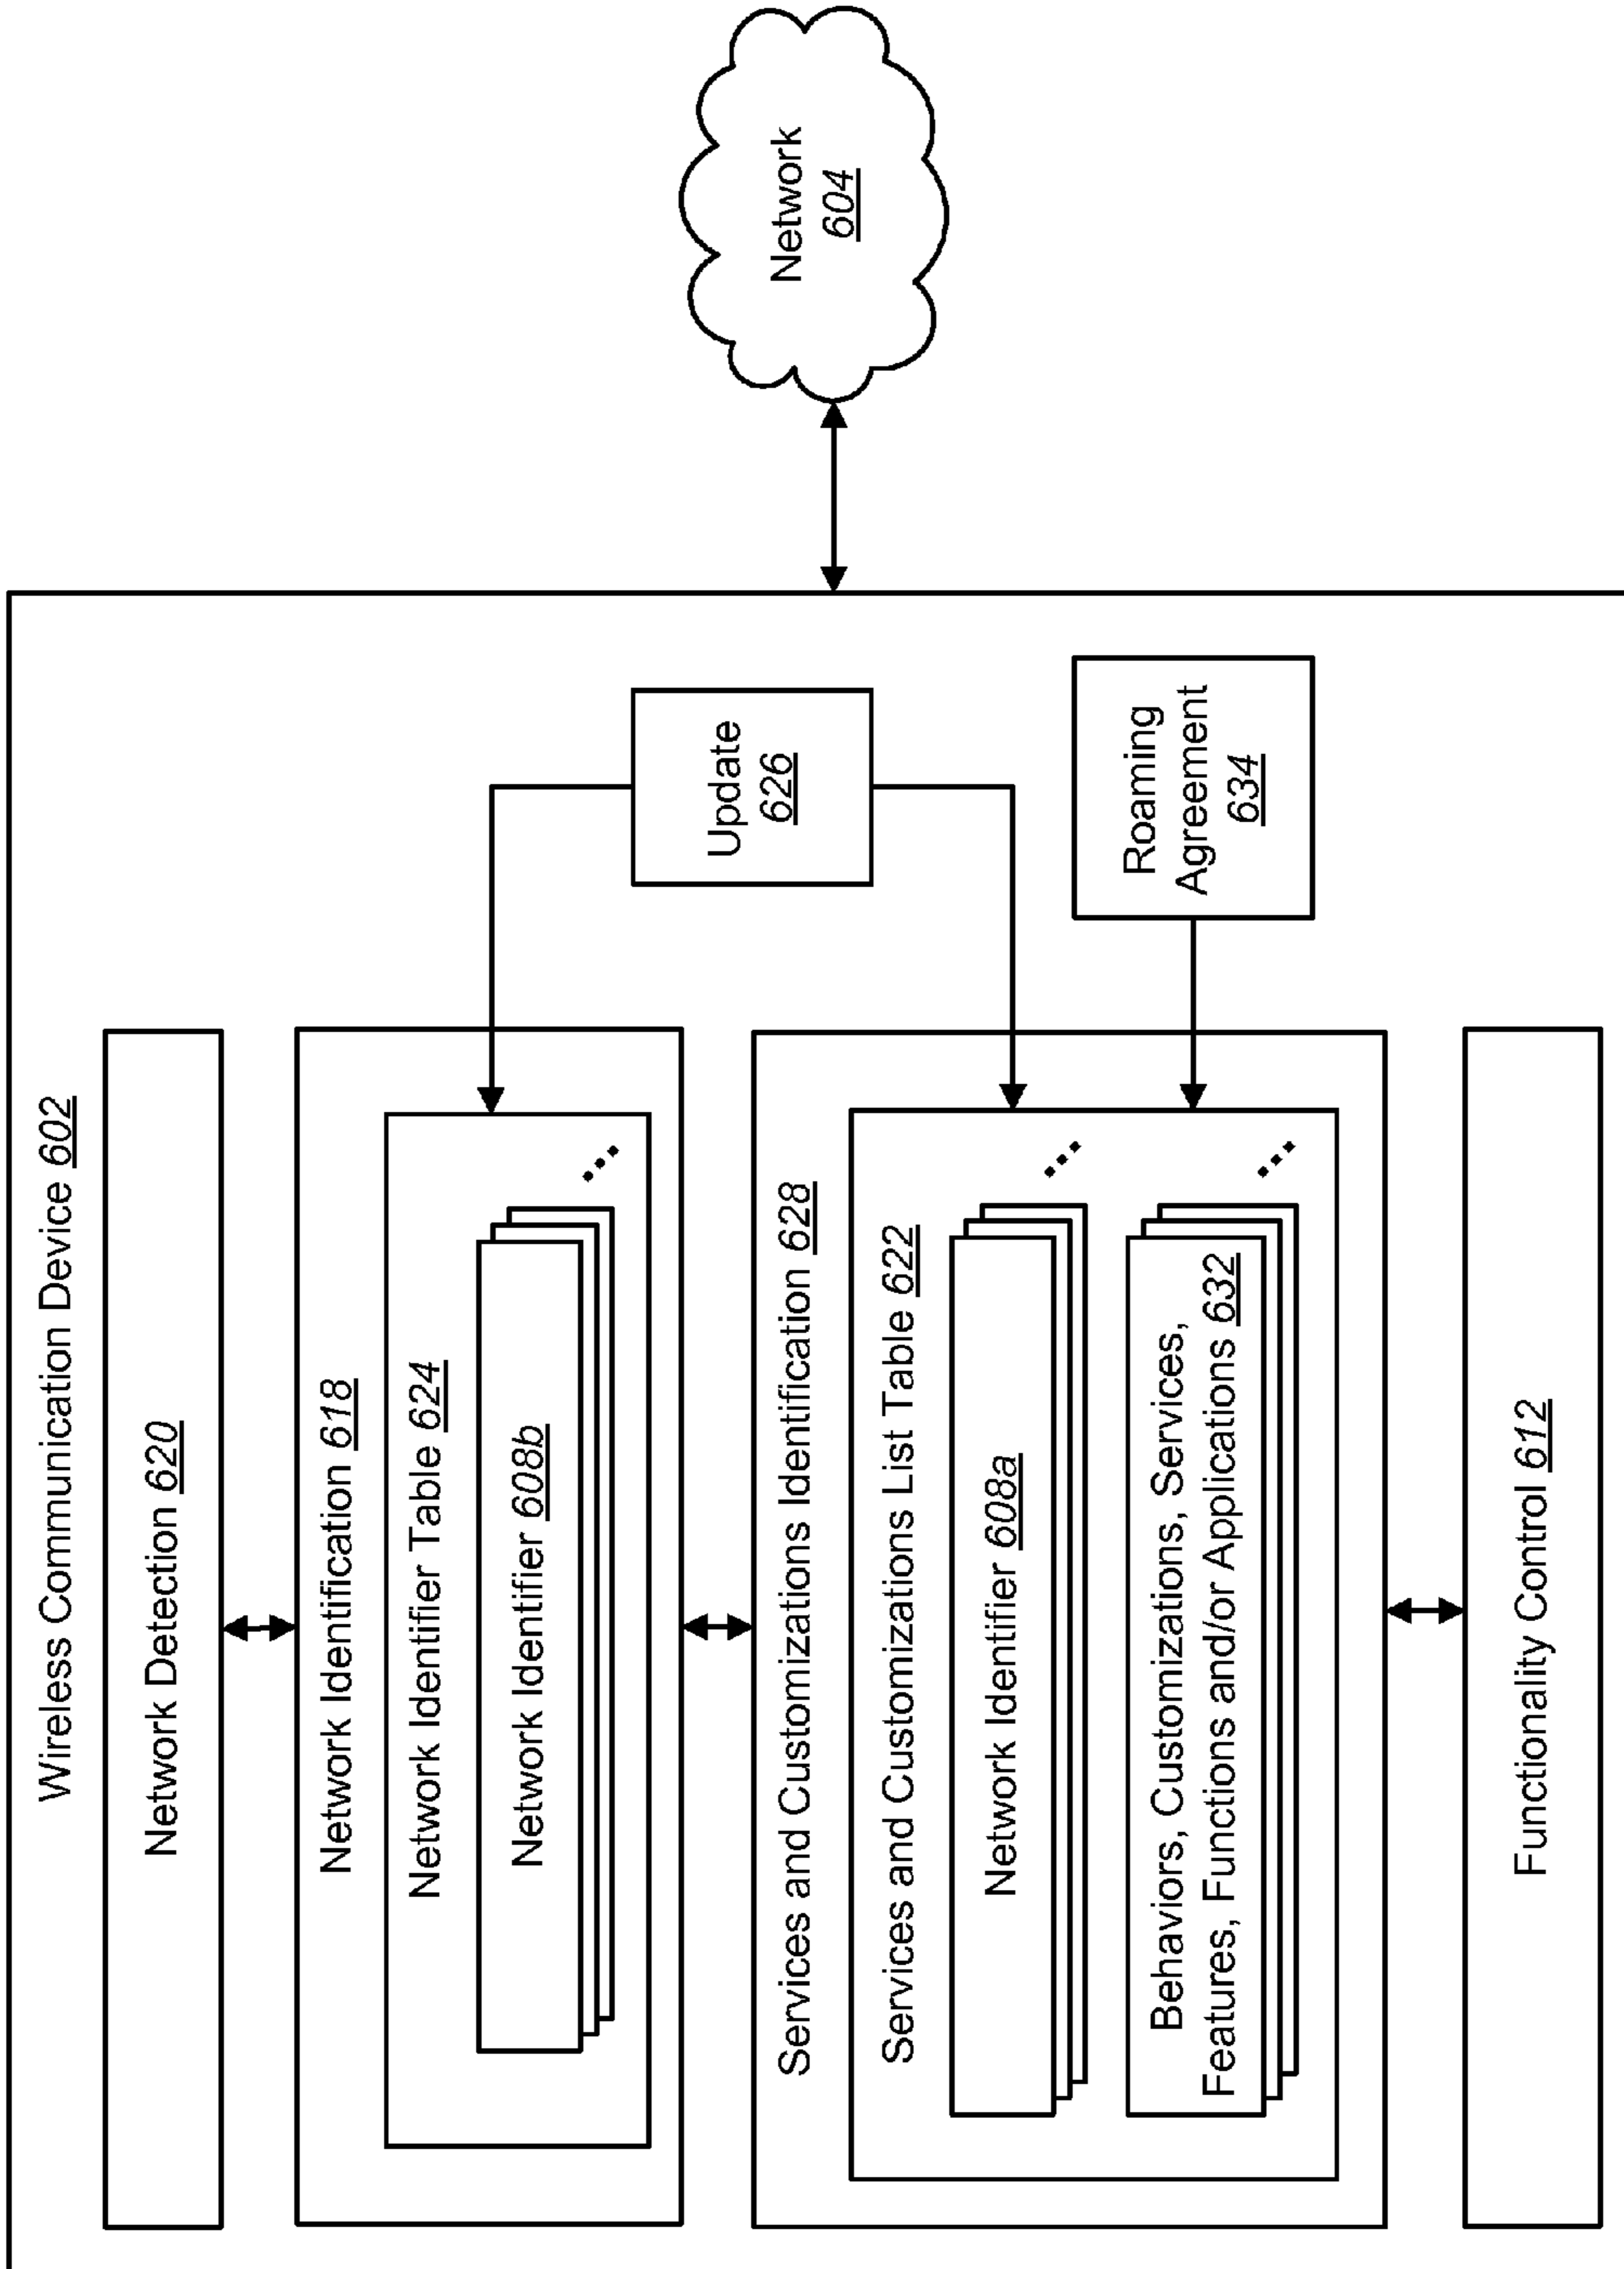 Wireless Communication Device 602
Network Detection 620
Network Identification 618
Network Identifier Table 624
Network Identifier 608b
Services and Customizations Identification 628
Services and Customizations List Table 622
Network Identifier 608a
Behaviors, Customizations, Services,
Features, Functions and/or Applications 632
Functionality Control 612
Update
626
Roaming
Agreement
634
Network
604